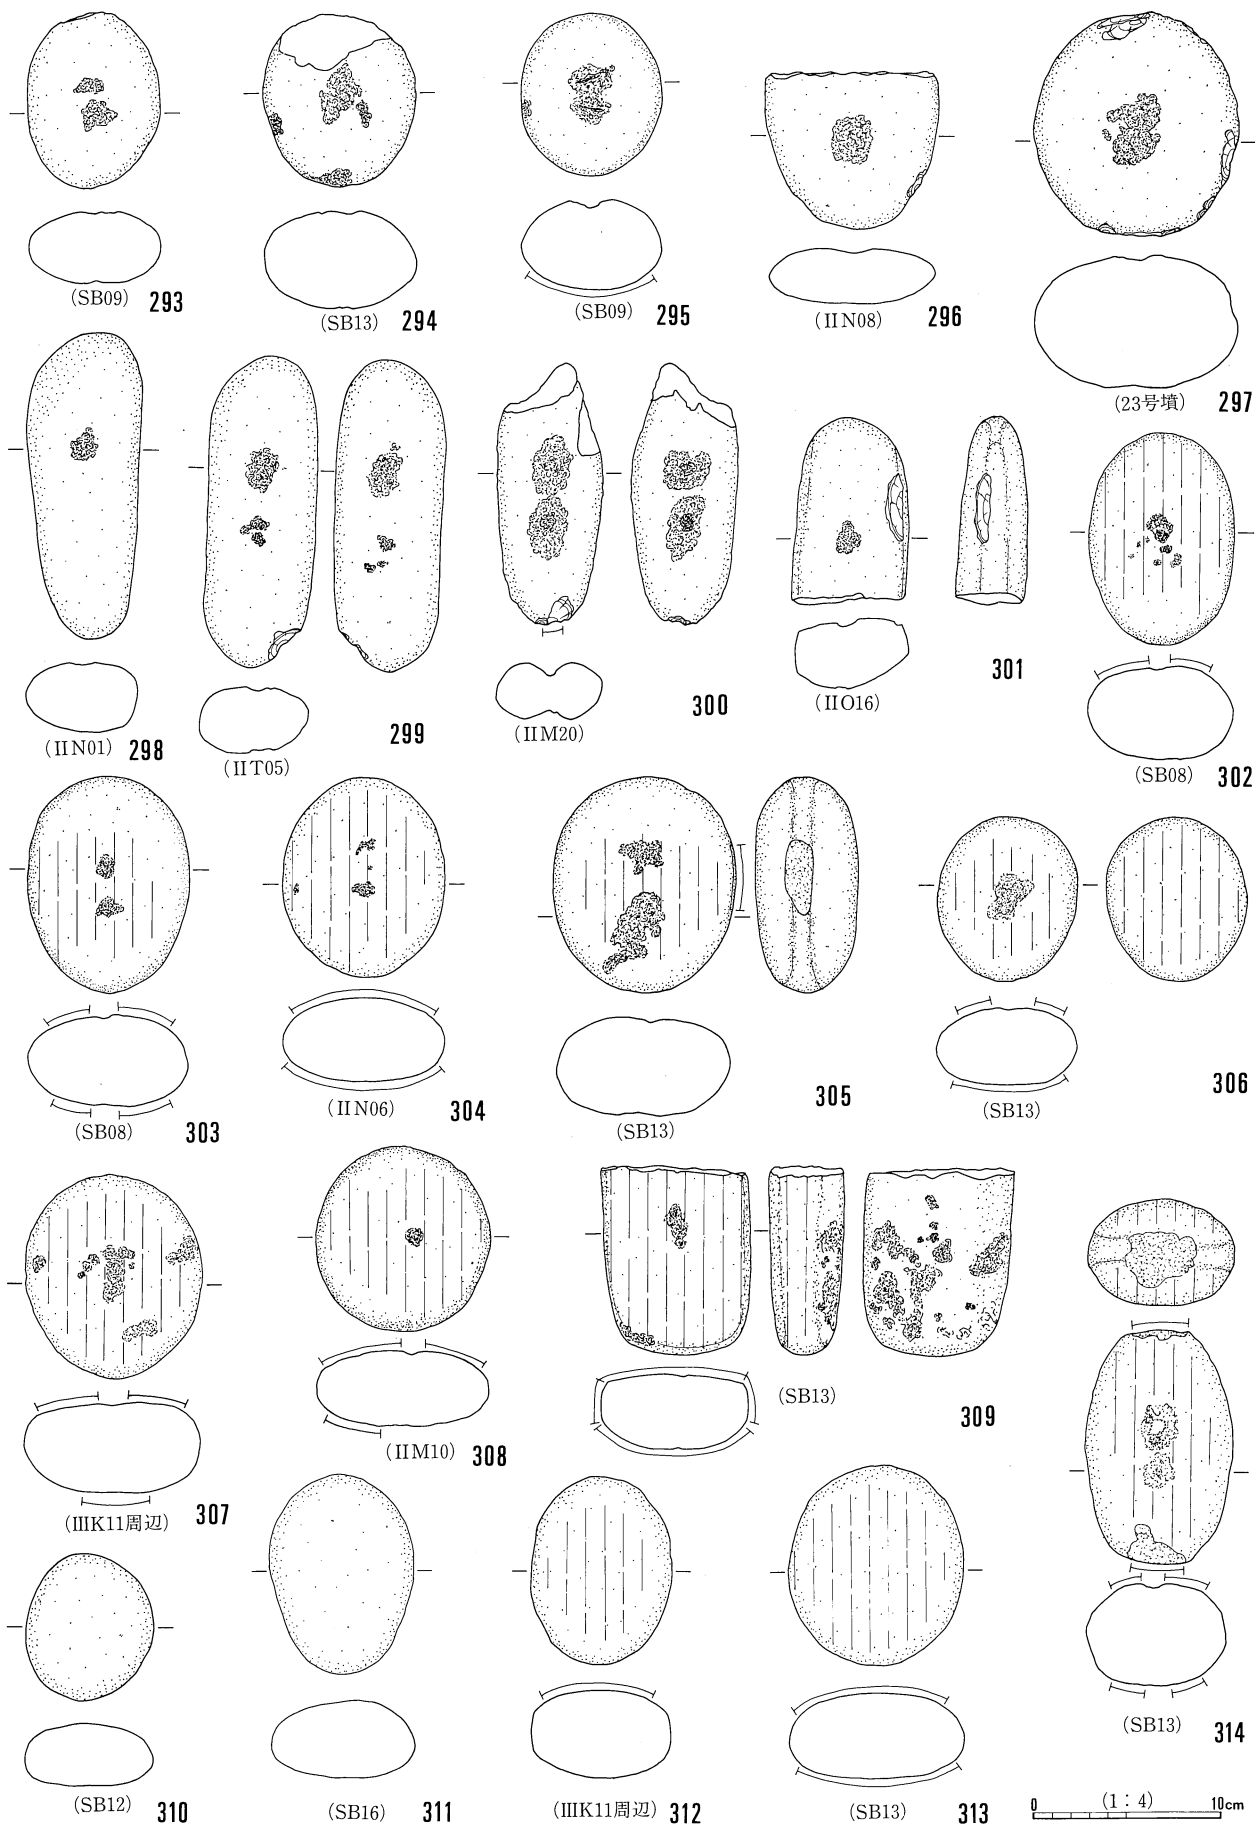 (SB09) 293
(SB13) 294
(SB09) 295
(IIN08) 296
(23号墳) 297
(IIN01) 298
(IIT05) 299
(IIM20) 300
(IIO16) 301
(SB08) 302
(SB08) 303
(IIN06) 304
(SB13) 305
(SB13) 306
(IIIK11周辺) 307
(IIM10) 308
(SB13) 309
(SB12) 310
(SB16) 311
(IIIK11周辺) 312
(SB13) 313
(SB13) 314
0 (1:4) 10cm